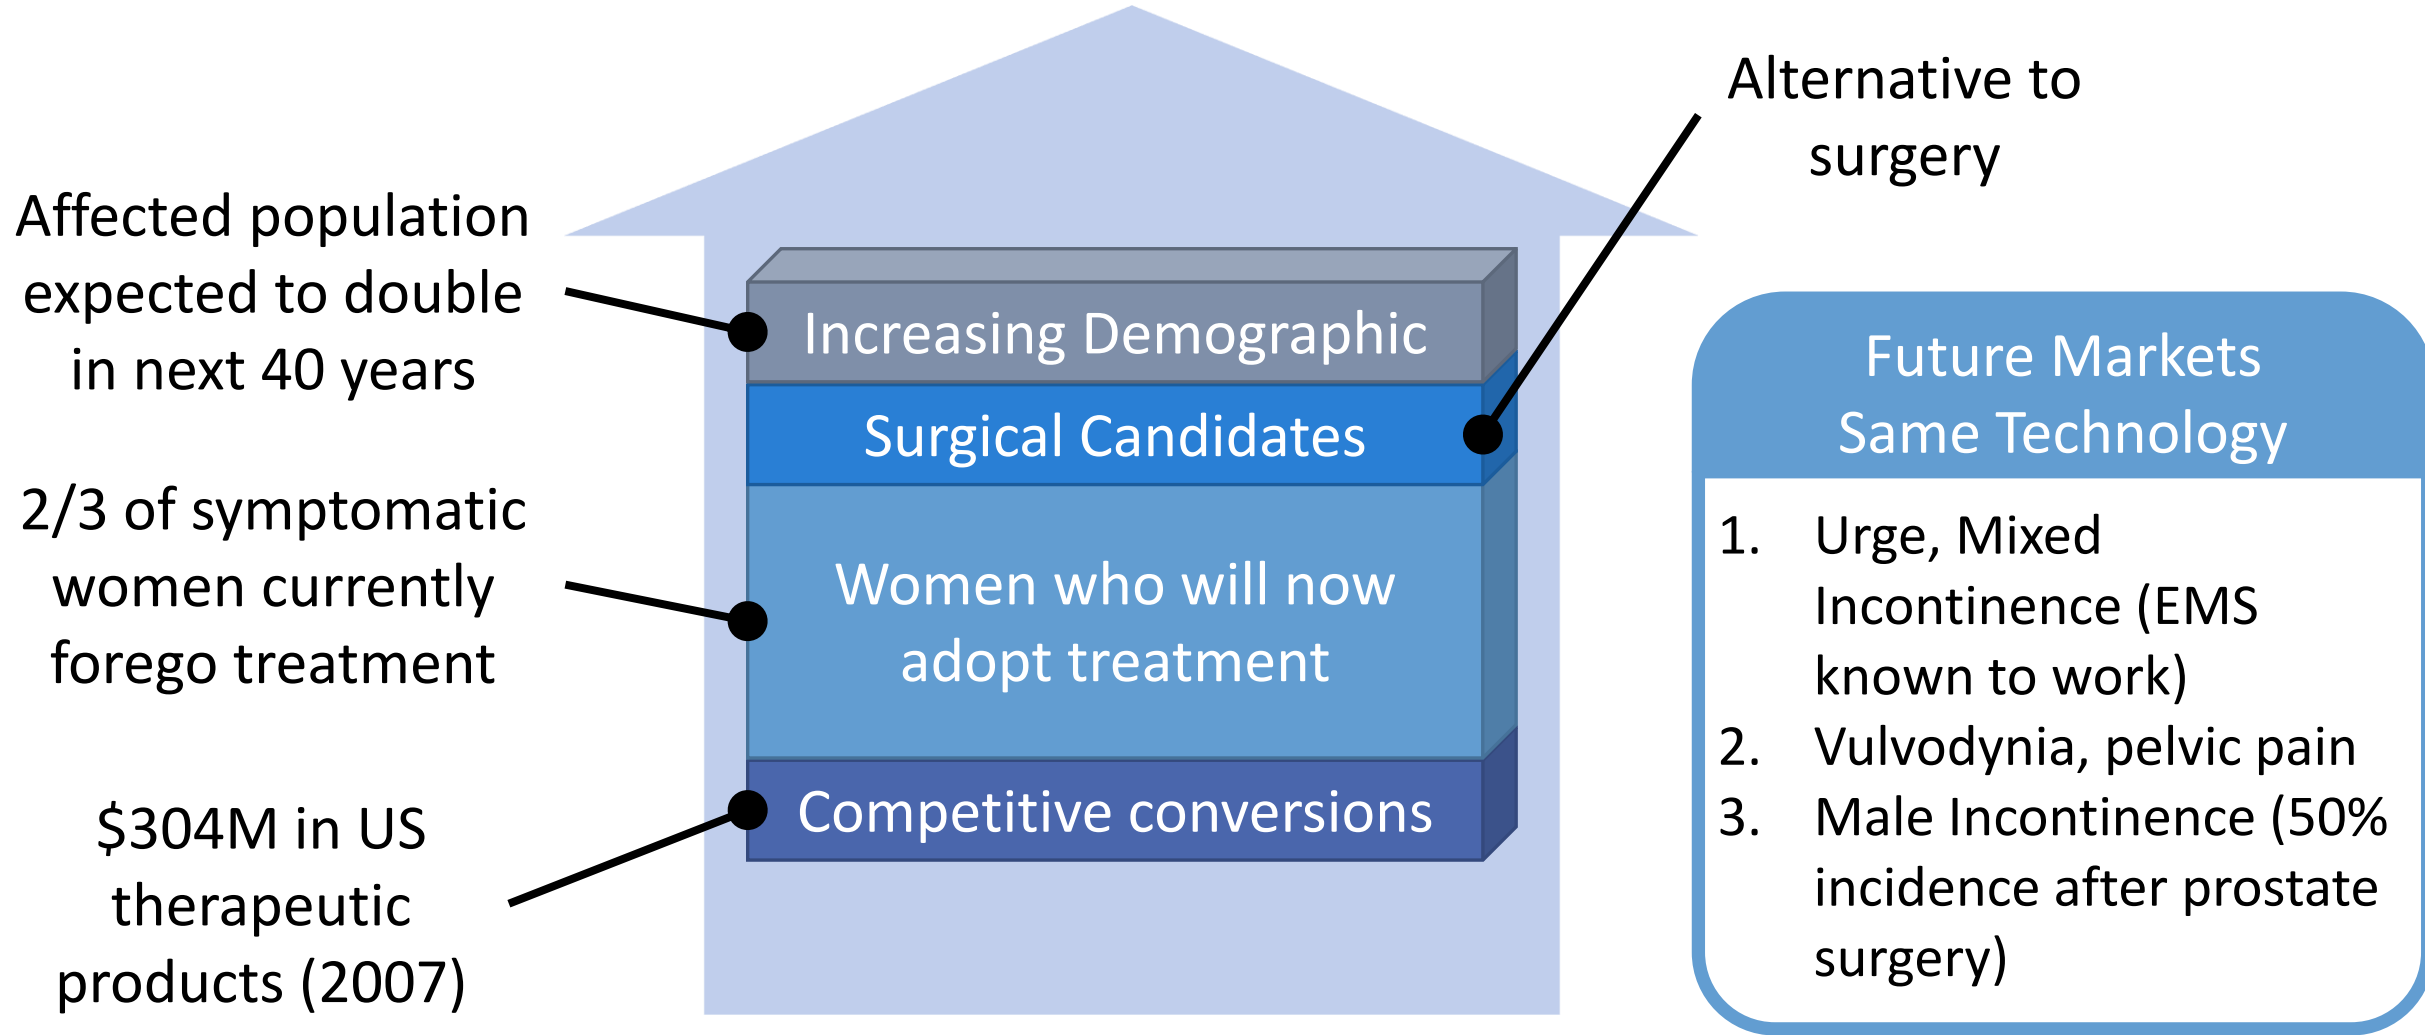 Alternative to
surgery
Affected population
expected to double
in next 40 years
2/3 of symptomatic
women currently
forego treatment
$304M in US
therapeutic
products (2007)
Increasing Demographic
Surgical Candidates
Women who will now
adopt treatment
Competitive conversions
Future Markets
Same Technology
1. Urge, Mixed
Incontinence (EMS
known to work)
2. Vulvodynia, pelvic pain
3. Male Incontinence (50%
incidence after prostate
surgery)